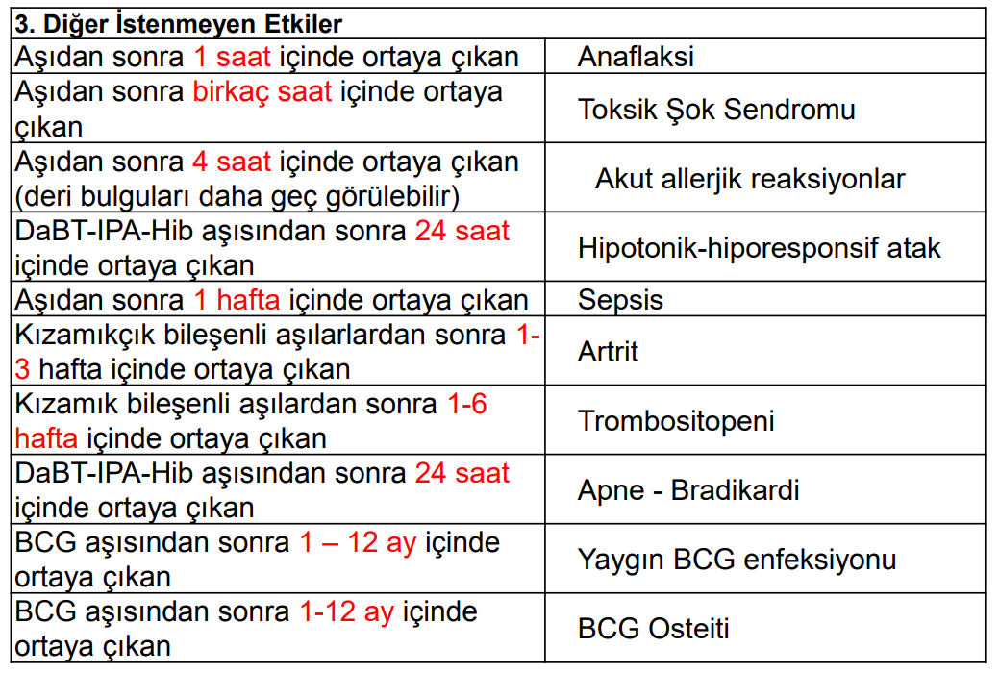 3. Diğer İstenmeyen Etkiler
Aşıdan sonra 1 saat içinde ortaya çıkan
Anaflaksi
Aşıdan sonra birkaç saat içinde ortaya
çıkan
Toksik Şok Sendromu
Aşıdan sonra 4 saat içinde ortaya çıkan
(deri bulguları daha geç görülebilir)
Akut allerjik reaksiyonlar
DaBT-IPA-Hib aşısından sonra 24 saat
içinde ortaya çıkan
Hipotonik-hiporesponsif atak
Aşıdan sonra 1 hafta içinde ortaya çıkan
Sepsis
Kızamıkçık bileşenli aşılarlardan sonra 1-
3 hafta içinde ortaya çıkan
Artrit
Kızamık bileşenli aşılardan sonra 1-6
hafta içinde ortaya çıkan
Trombositopeni
DaBT-IPA-Hib aşısından sonra 24 saat
içinde ortaya çıkan
Apne - Bradikardi
BCG aşısından sonra 1 – 12 ay içinde
ortaya çıkan
Yaygın BCG enfeksiyonu
BCG aşısından sonra 1-12 ay içinde
ortaya çıkan
BCG Osteiti